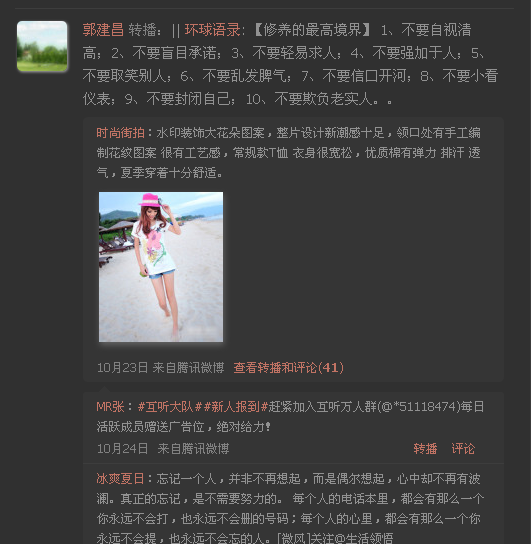 郭建昌 转播：|| 环球语录:【修养的最高境界】 1、不要自视清
高；2、不要盲目承诺；3、不要轻易求人；4、不要强加于人；5、
不要取笑别人；6、不要乱发脾气；7、不要信口开河；8、不要小看
仪表；9、不要封闭自己；10、不要欺负老实人。。
时尚街拍：水印装饰大花朵图案，整片设计新潮感十足，领口处有手工编
制花纹图案 很有工艺感，常规款T恤 衣身很宽松，优质棉有弹力 排汗 透
气，夏季穿着十分舒适。
10月23日 来自腾讯微博 查看转播和评论(41)
MR张：#互听大队##新人报到#赶紧加入互听万人群(@*51118474)每日
活跃成员赠送广告位，绝对给力！
10月24日 来自腾讯微博 转播 评论
冰爽夏日：忘记一个人，并非不再想起，而是偶尔想起，心中却不再有波
澜。真正的忘记，是不需要努力的。 每个人的电话本里，都会有那么一个
你永远不会打，也永远不会删的号码；每个人的心里，都会有那么一个你
永远不会提，也永远不会忘的人。[微风]关注@生活领悟